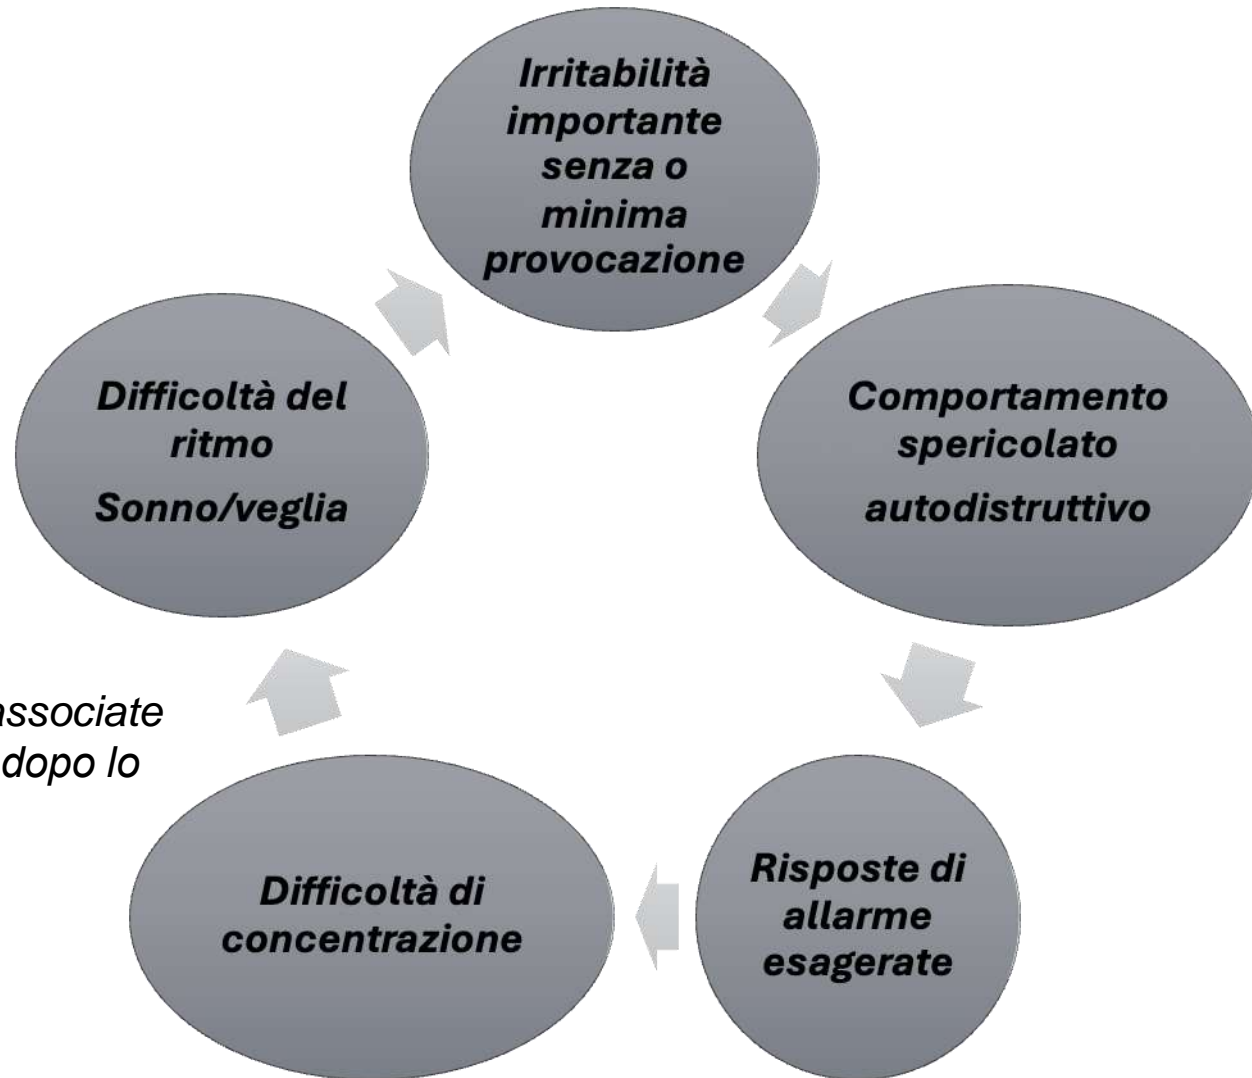 Irritabilità
importante
senza o
minima
provocazione
Comportamento
spericolato
autodistruttivo
Risposte di
allarme
esagerate
Difficoltà di
concentrazione
Difficoltà del
ritmo
Sonno/veglia
associate
dopo lo